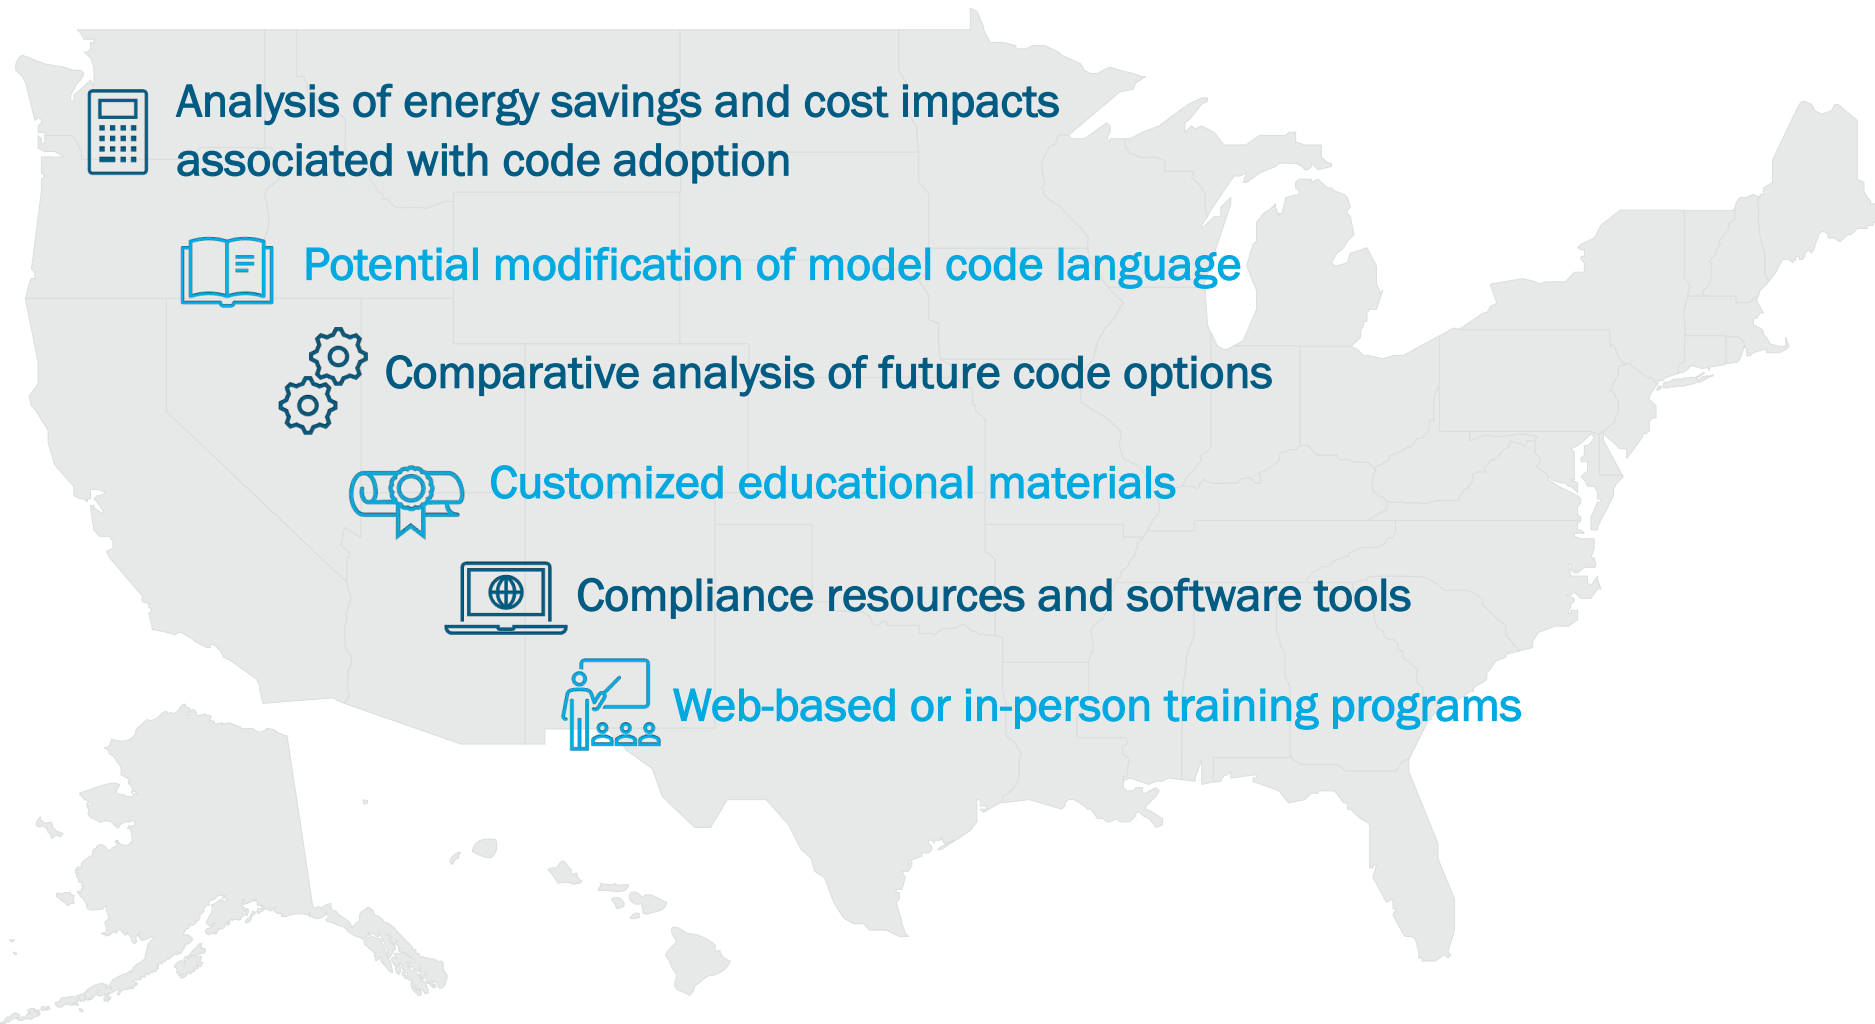 Analysis of energy savings and cost impacts
associated with code adoption
Potential modification of model code language
Comparative analysis of future code options
Customized educational materials
Compliance resources and software tools
Web-based or in-person training programs